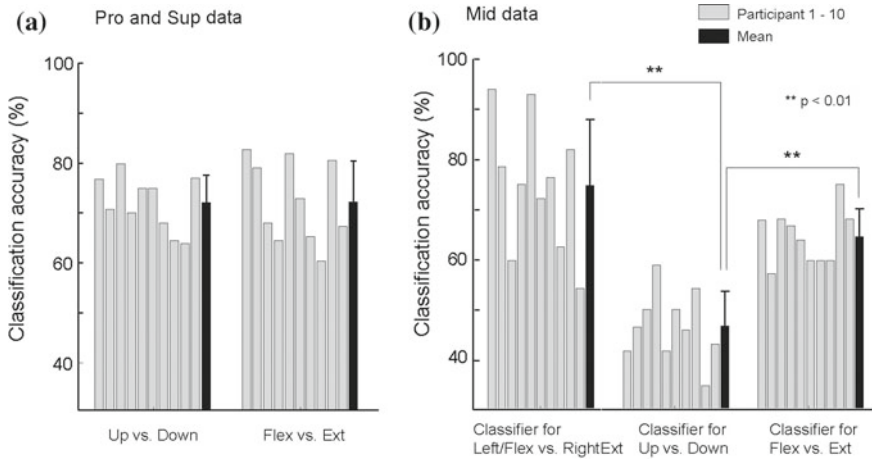 (a)
Pro and Sup data
Classification accuracy (%)
100
80
60
40
Up vs. Down
Flex vs. Ext
(b)
Mid data
Participant 1 - 10
Mean
Classification accuracy (%)
100
80
60
40
**
** p < 0.01
**
Classifier for
Left/Flex vs. RightExt
Classifier for
Up vs. Down
Classifier for
Flex vs. Ext